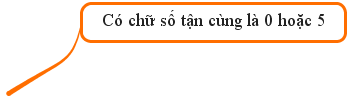 Có chữ số tận cùng là 0 hoặc 5